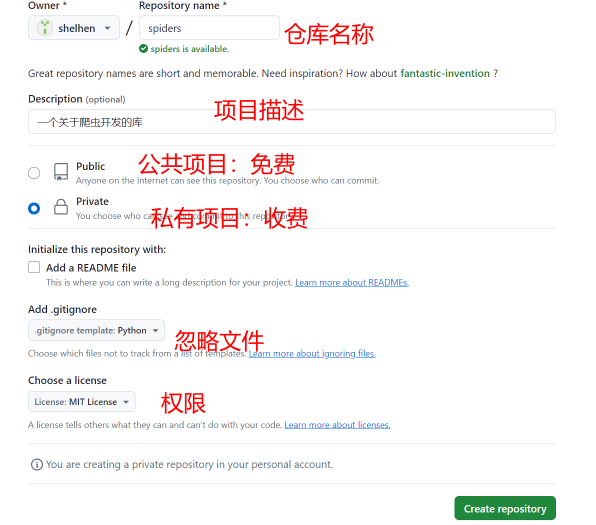 Owner * Repository name *
shelhen / spiders 仓库名称
spiders is available.
Great repository names are short and memorable. Need inspiration? How about fantastic-invention ?
Description (optional) 项目描述
一个关于爬虫开发的库
Public 公共项目：免费
Anyone on the internet can see this repository. You choose who can commit.
Private
You choose who can see and commit to this repository.
私有项目：收费
Initialize this repository with:
Add a README file
This is where you can write a long description for your project. Learn more about READMEs.
Add .gitignore
.gitignore template: Python 忽略文件
Choose which files not to track from a list of templates. Learn more about ignoring files.
Choose a license
License: MIT License 权限
A license tells others what they can and can't do with your code. Learn more about licenses.
You are creating a private repository in your personal account.
Create repository